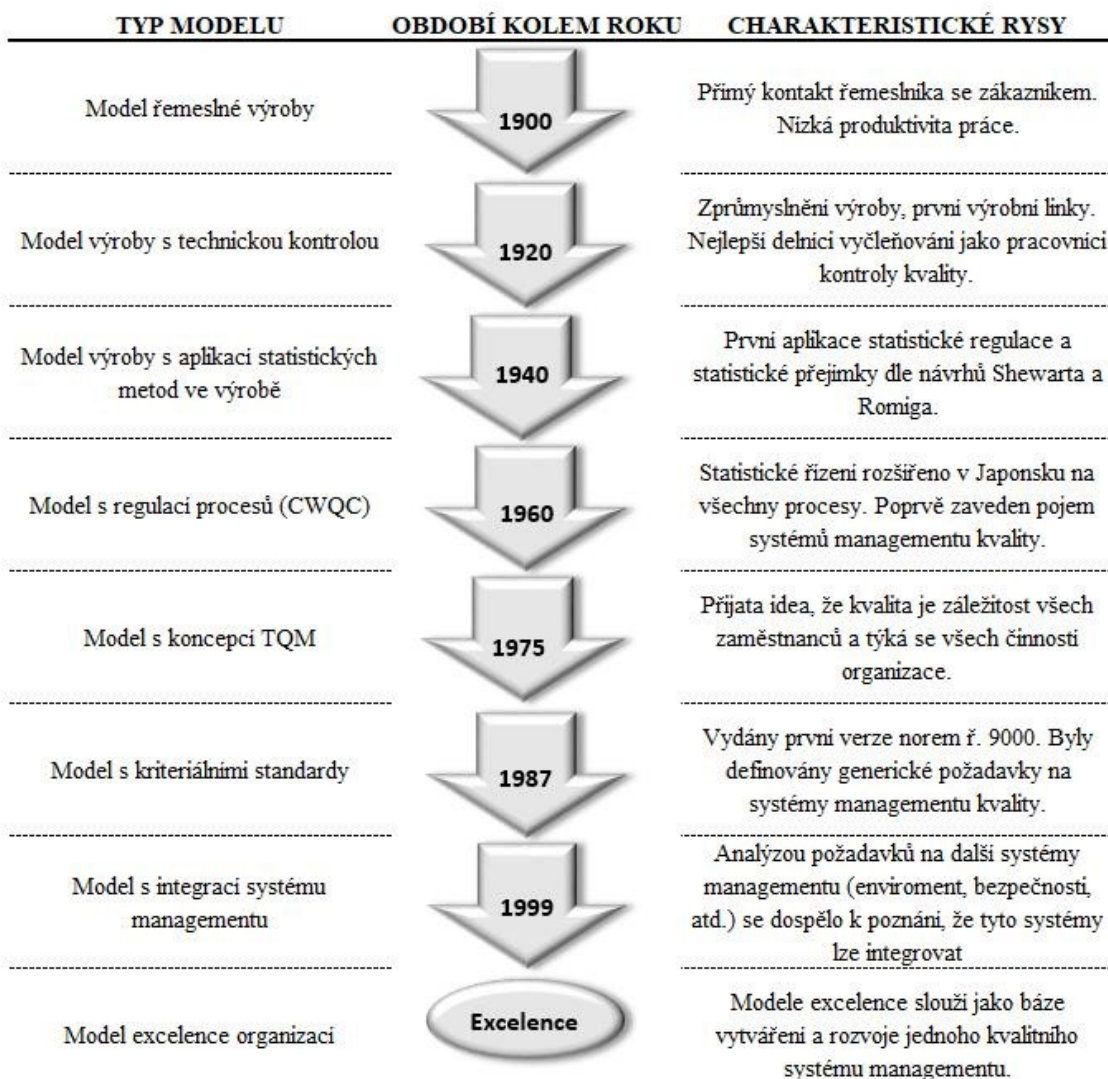 TYP MODELU OBDOBÍ KOLEM ROKU CHARAKTERISTICKÉ RYSY
Model řemeslné výroby
1900
Přímý kontakt řemeslníka se zákazníkem.
Nízká produktivita práce.
Model výroby s technickou kontrolou
1920
Zprůmyslnění výroby, první výrobní linky.
Nejlepší dělníci vyčleňováni jako pracovníci
kontroly kvality.
Model výroby s aplikací statistických
metod ve výrobě
1940
První aplikace statistické regulace a
statistické přejímky dle návrhů Shewarta a
Romiga.
Model s regulací procesů (CWQC)
1960
Statistické řízení rozšířeno v Japonsku na
všechny procesy. Poprvě zaveden pojem
systémů managementu kvality.
Model s koncepcí TQM
1975
Přijata idea, že kvalita je záležitost všech
zaměstnanců a týká se všech činností
organizace.
Model s kriteriálními standardy
1987
Vydány první verze norem ř. 9000. Byly
definovány generické požadavky na
systémy managementu kvality.
Model s integrací systému
managementu
1999
Analýzou požadavků na další systémy
management (enviroment, bezpečnosti,
atd.) se dospělo k poznání, že tyto systémy
lze integrovat
Model excelence organizací
Excelence
Modele excelence slouží jako báze
vytváření a rozvoje jednoho kvalitního
systému managementu.